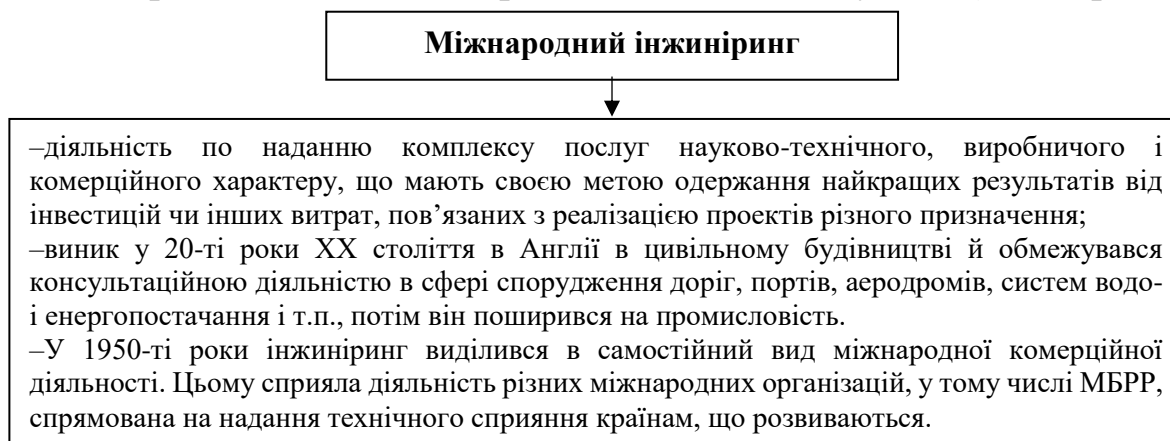 Міжнародний інжиніринг
–діяльність по наданню комплексу послуг науково-технічного, виробничого і
комерційного характеру, що мають своєю метою одержання найкращих результатів від
інвестицій чи інших витрат, пов’язаних з реалізацією проектів різного призначення;
–виник у 20-ті роки XX століття в Англії в цивільному будівництві й обмежувався
консультаційною діяльністю в сфері спорудження доріг, портів, аеродромів, систем водо-
і енергопостачання і т.п., потім він поширився на промисловість.
–У 1950-ті роки інжиніринг виділився в самостійний вид міжнародної комерційної
діяльності. Цьому сприяла діяльність різних міжнародних організацій, у тому числі МБРР,
спрямована на надання технічного сприяння країнам, що розвиваються.